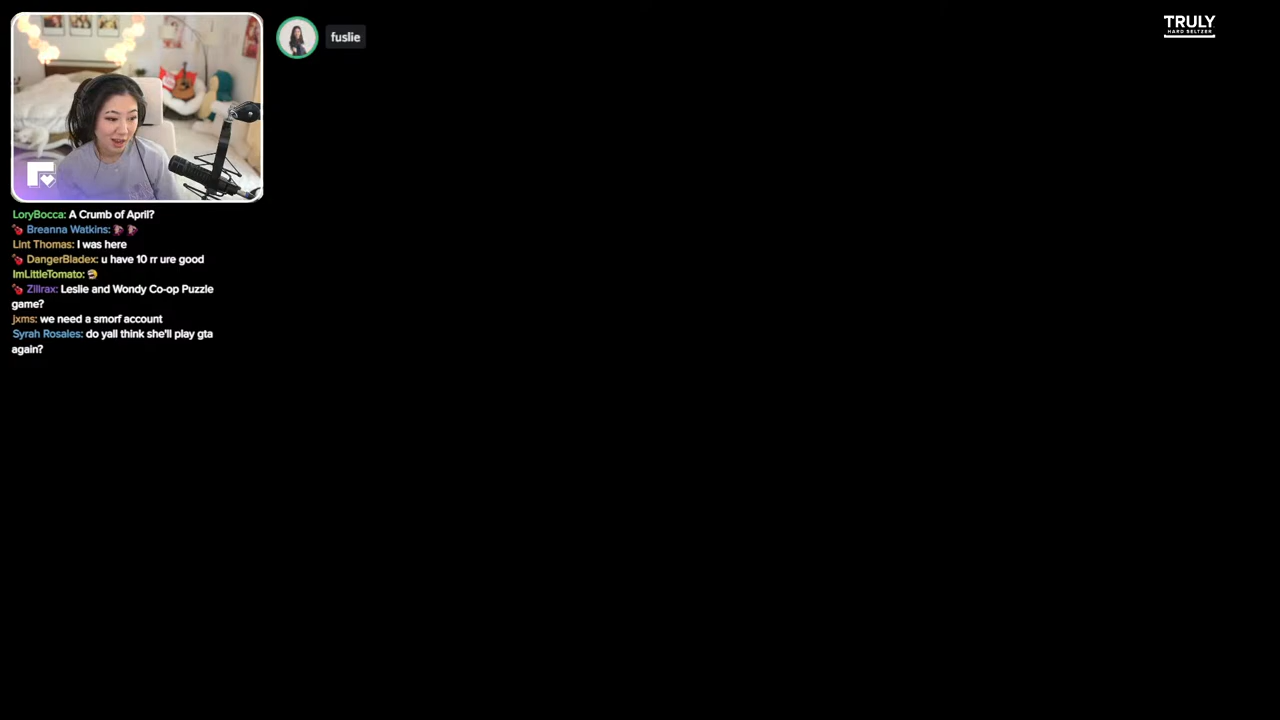 fuslie
TRULY
HARD SELTZER
LoryBocca: A Crumb of April?
Breanna Watkins:
Lint Thomas: I was here
DangerBladex: u have 10 rr ure good
ImLittleTomato:
Zillrax: Leslie and Wondy Co-op Puzzle
game?
jxms: we need a smorf account
Syrah Rosales: do yall think she'll play gta
again?